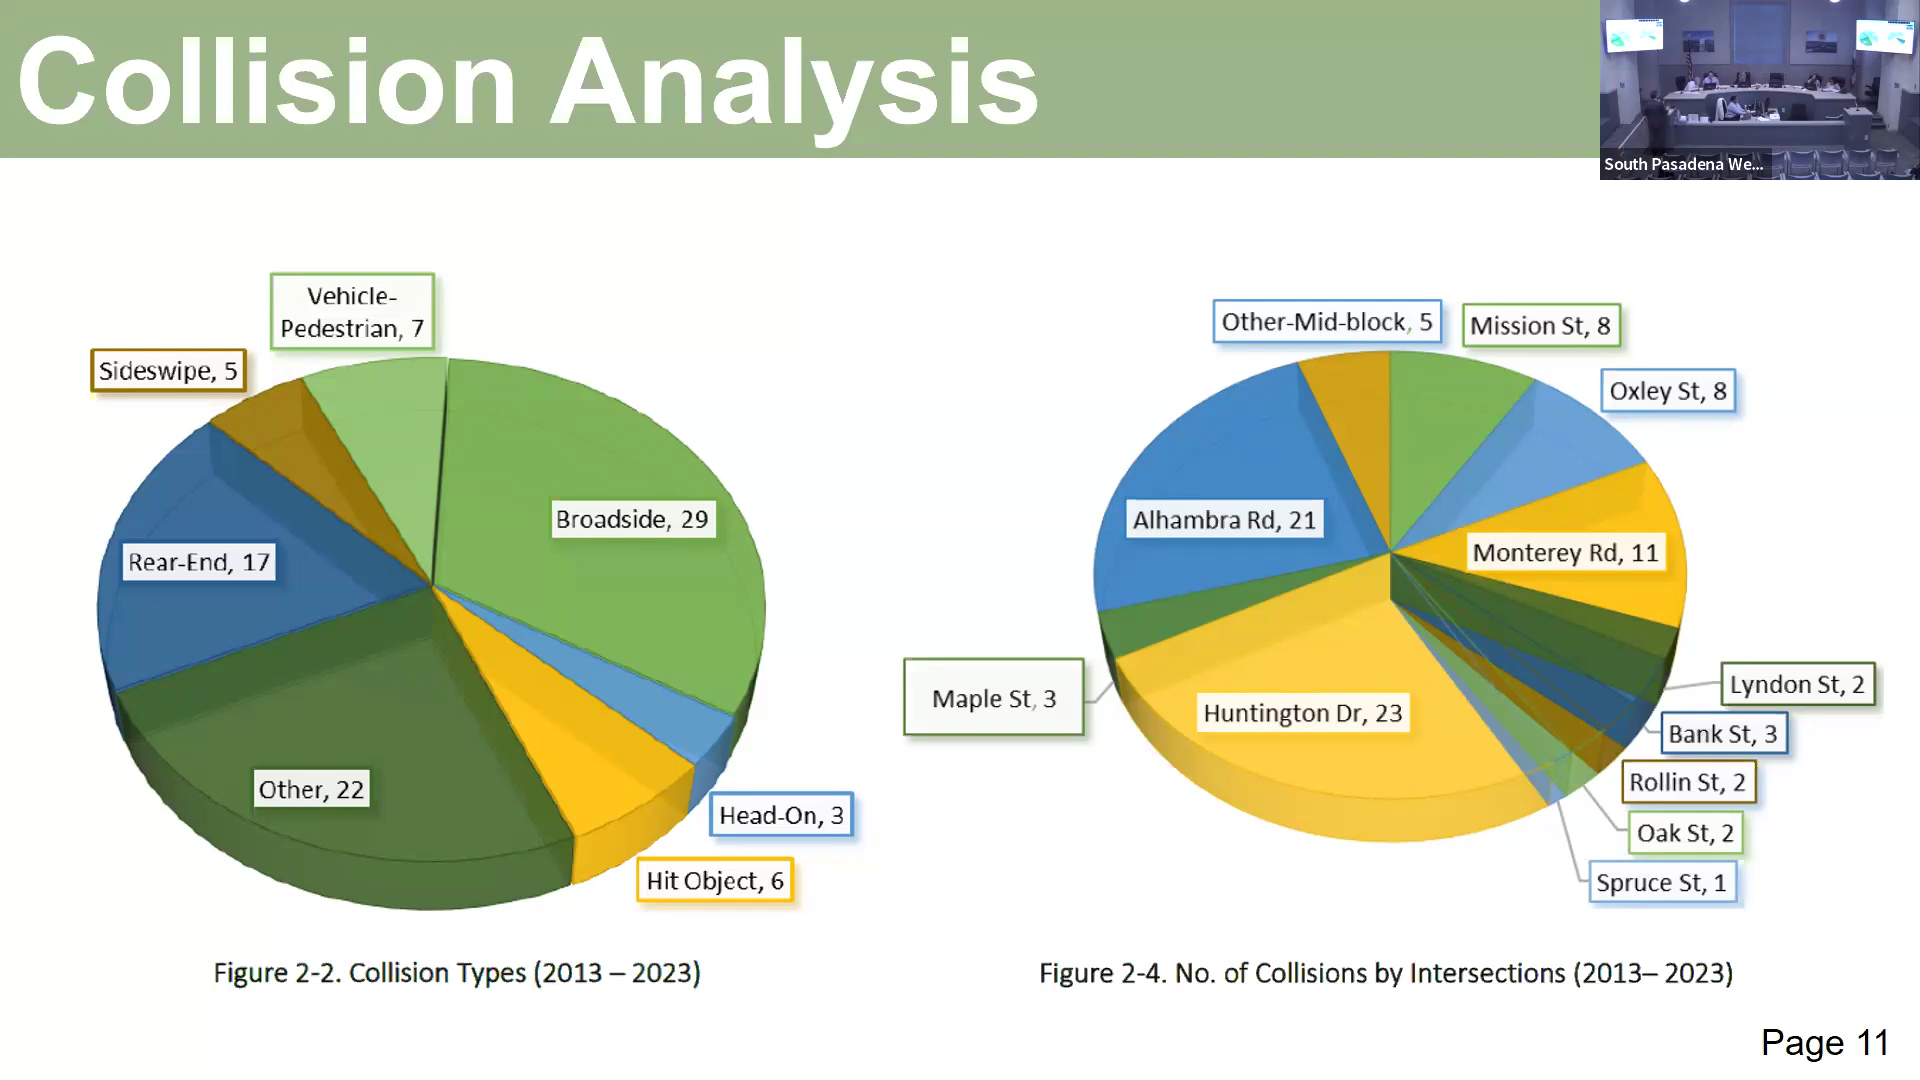 Collision Analysis
South Pasadena We...
Vehicle-
Pedestrian, 7
Sideswipe, 5
Broadside, 29
Rear-End, 17
Other, 22
Head-On, 3
Hit Object, 6
Figure 2-2. Collision Types (2013 – 2023)
Other-Mid-block, 5
Mission St, 8
Oxley St, 8
Alhambra Rd, 21
Monterey Rd, 11
Maple St, 3
Huntington Dr, 23
Lyndon St, 2
Bank St, 3
Rollin St, 2
Oak St, 2
Spruce St, 1
Figure 2-4. No. of Collisions by Intersections (2013– 2023)
Page 11